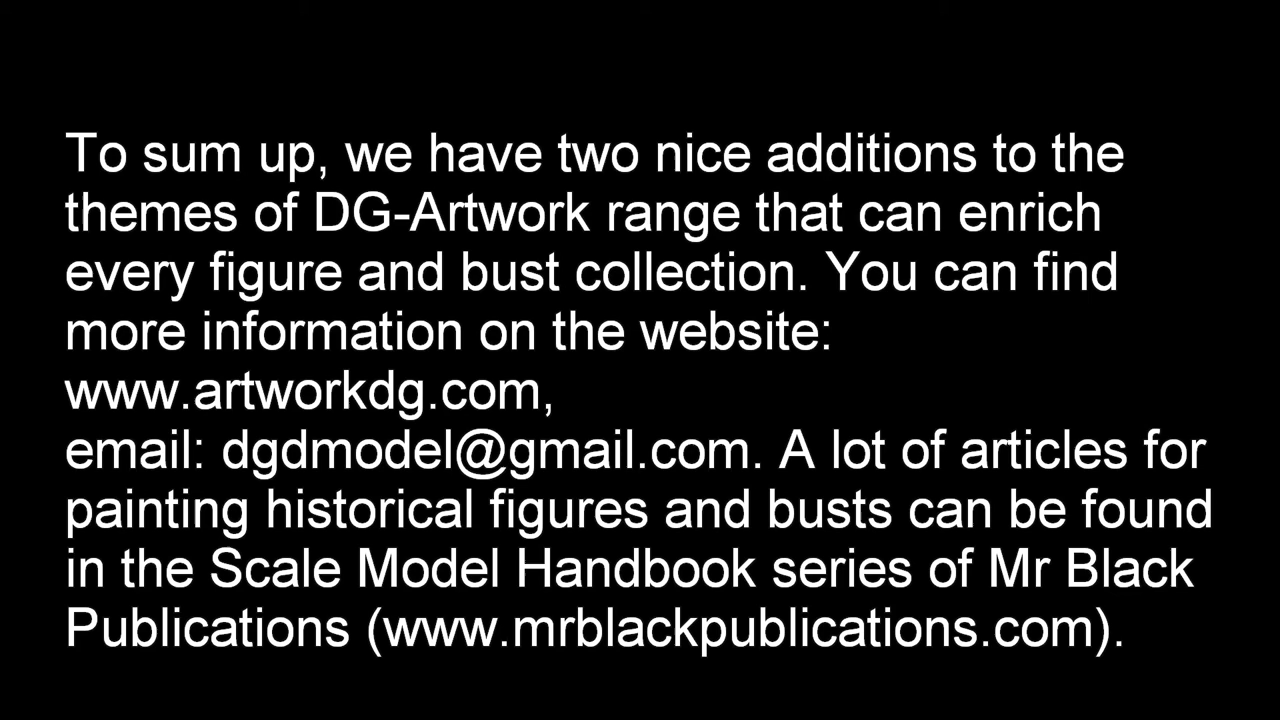 To sum up, we have two nice additions to the
themes of DG-Artwork range that can enrich
every figure and bust collection. You can find
more information on the website:
www.artworkdg.com,
email: dgdmodel@gmail.com. A lot of articles for
painting historical figures and busts can be found
in the Scale Model Handbook series of Mr Black
Publications (www.mrblackpublications.com).